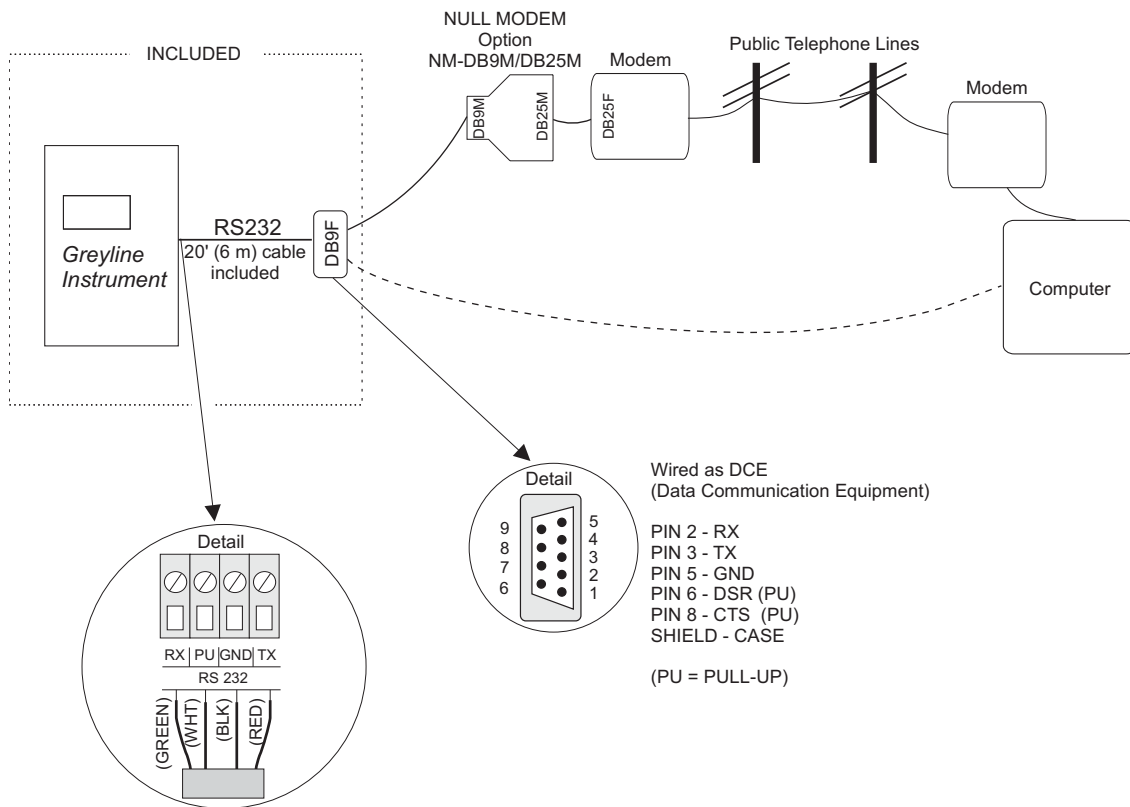 NULL MODEM
Option
NM-DB9M/DB25M
INCLUDED
Modem
Public Telephone Lines
Modem
DB9M
DB25M
DB25F
Greyline
Instrument
RS232
20' (6 m) cable
included
DB9F
Computer
Detail
9
8
7
6
5
4
3
2
1
Wired as DCE
(Data Communication Equipment)
PIN 2 - RX
PIN 3 - TX
PIN 5 - GND
PIN 6 - DSR (PU)
PIN 8 - CTS (PU)
SHIELD - CASE
(PU = PULL-UP)
Detail
RX PU GND TX
RS 232
(GREEN)
(WHT)
(BLK)
(RED)